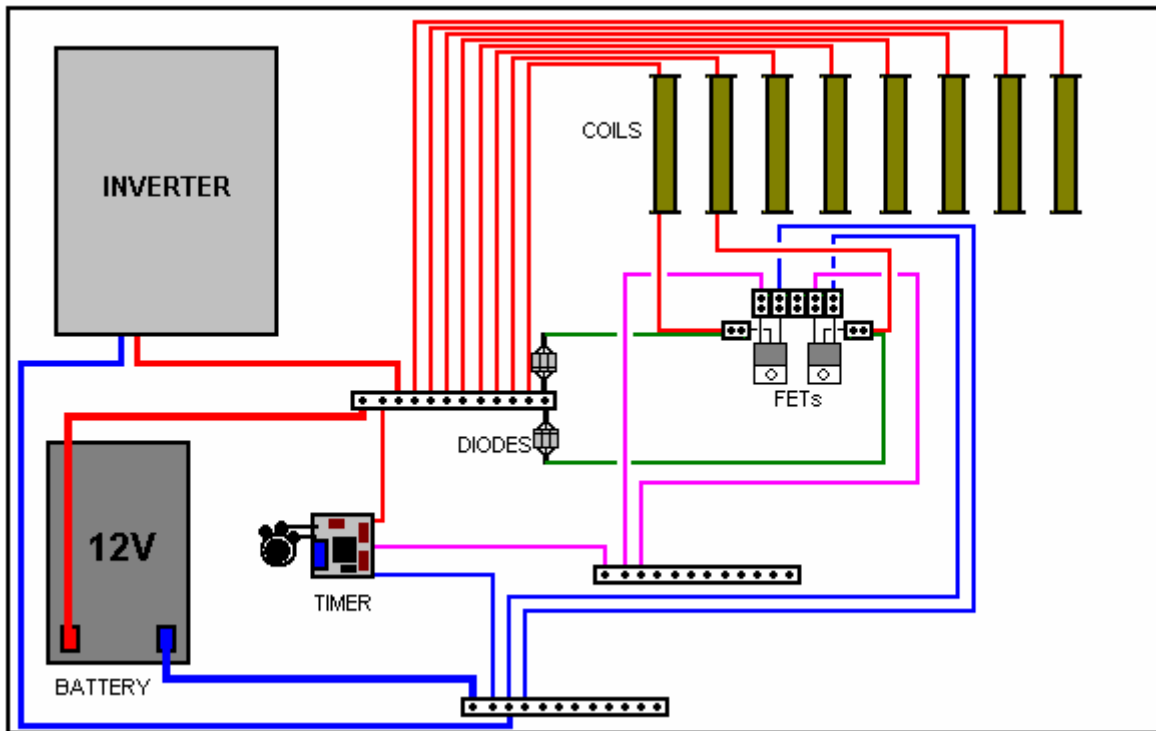 COILS
INVERTER
FETs
DIODES
12V
TIMER
BATTERY